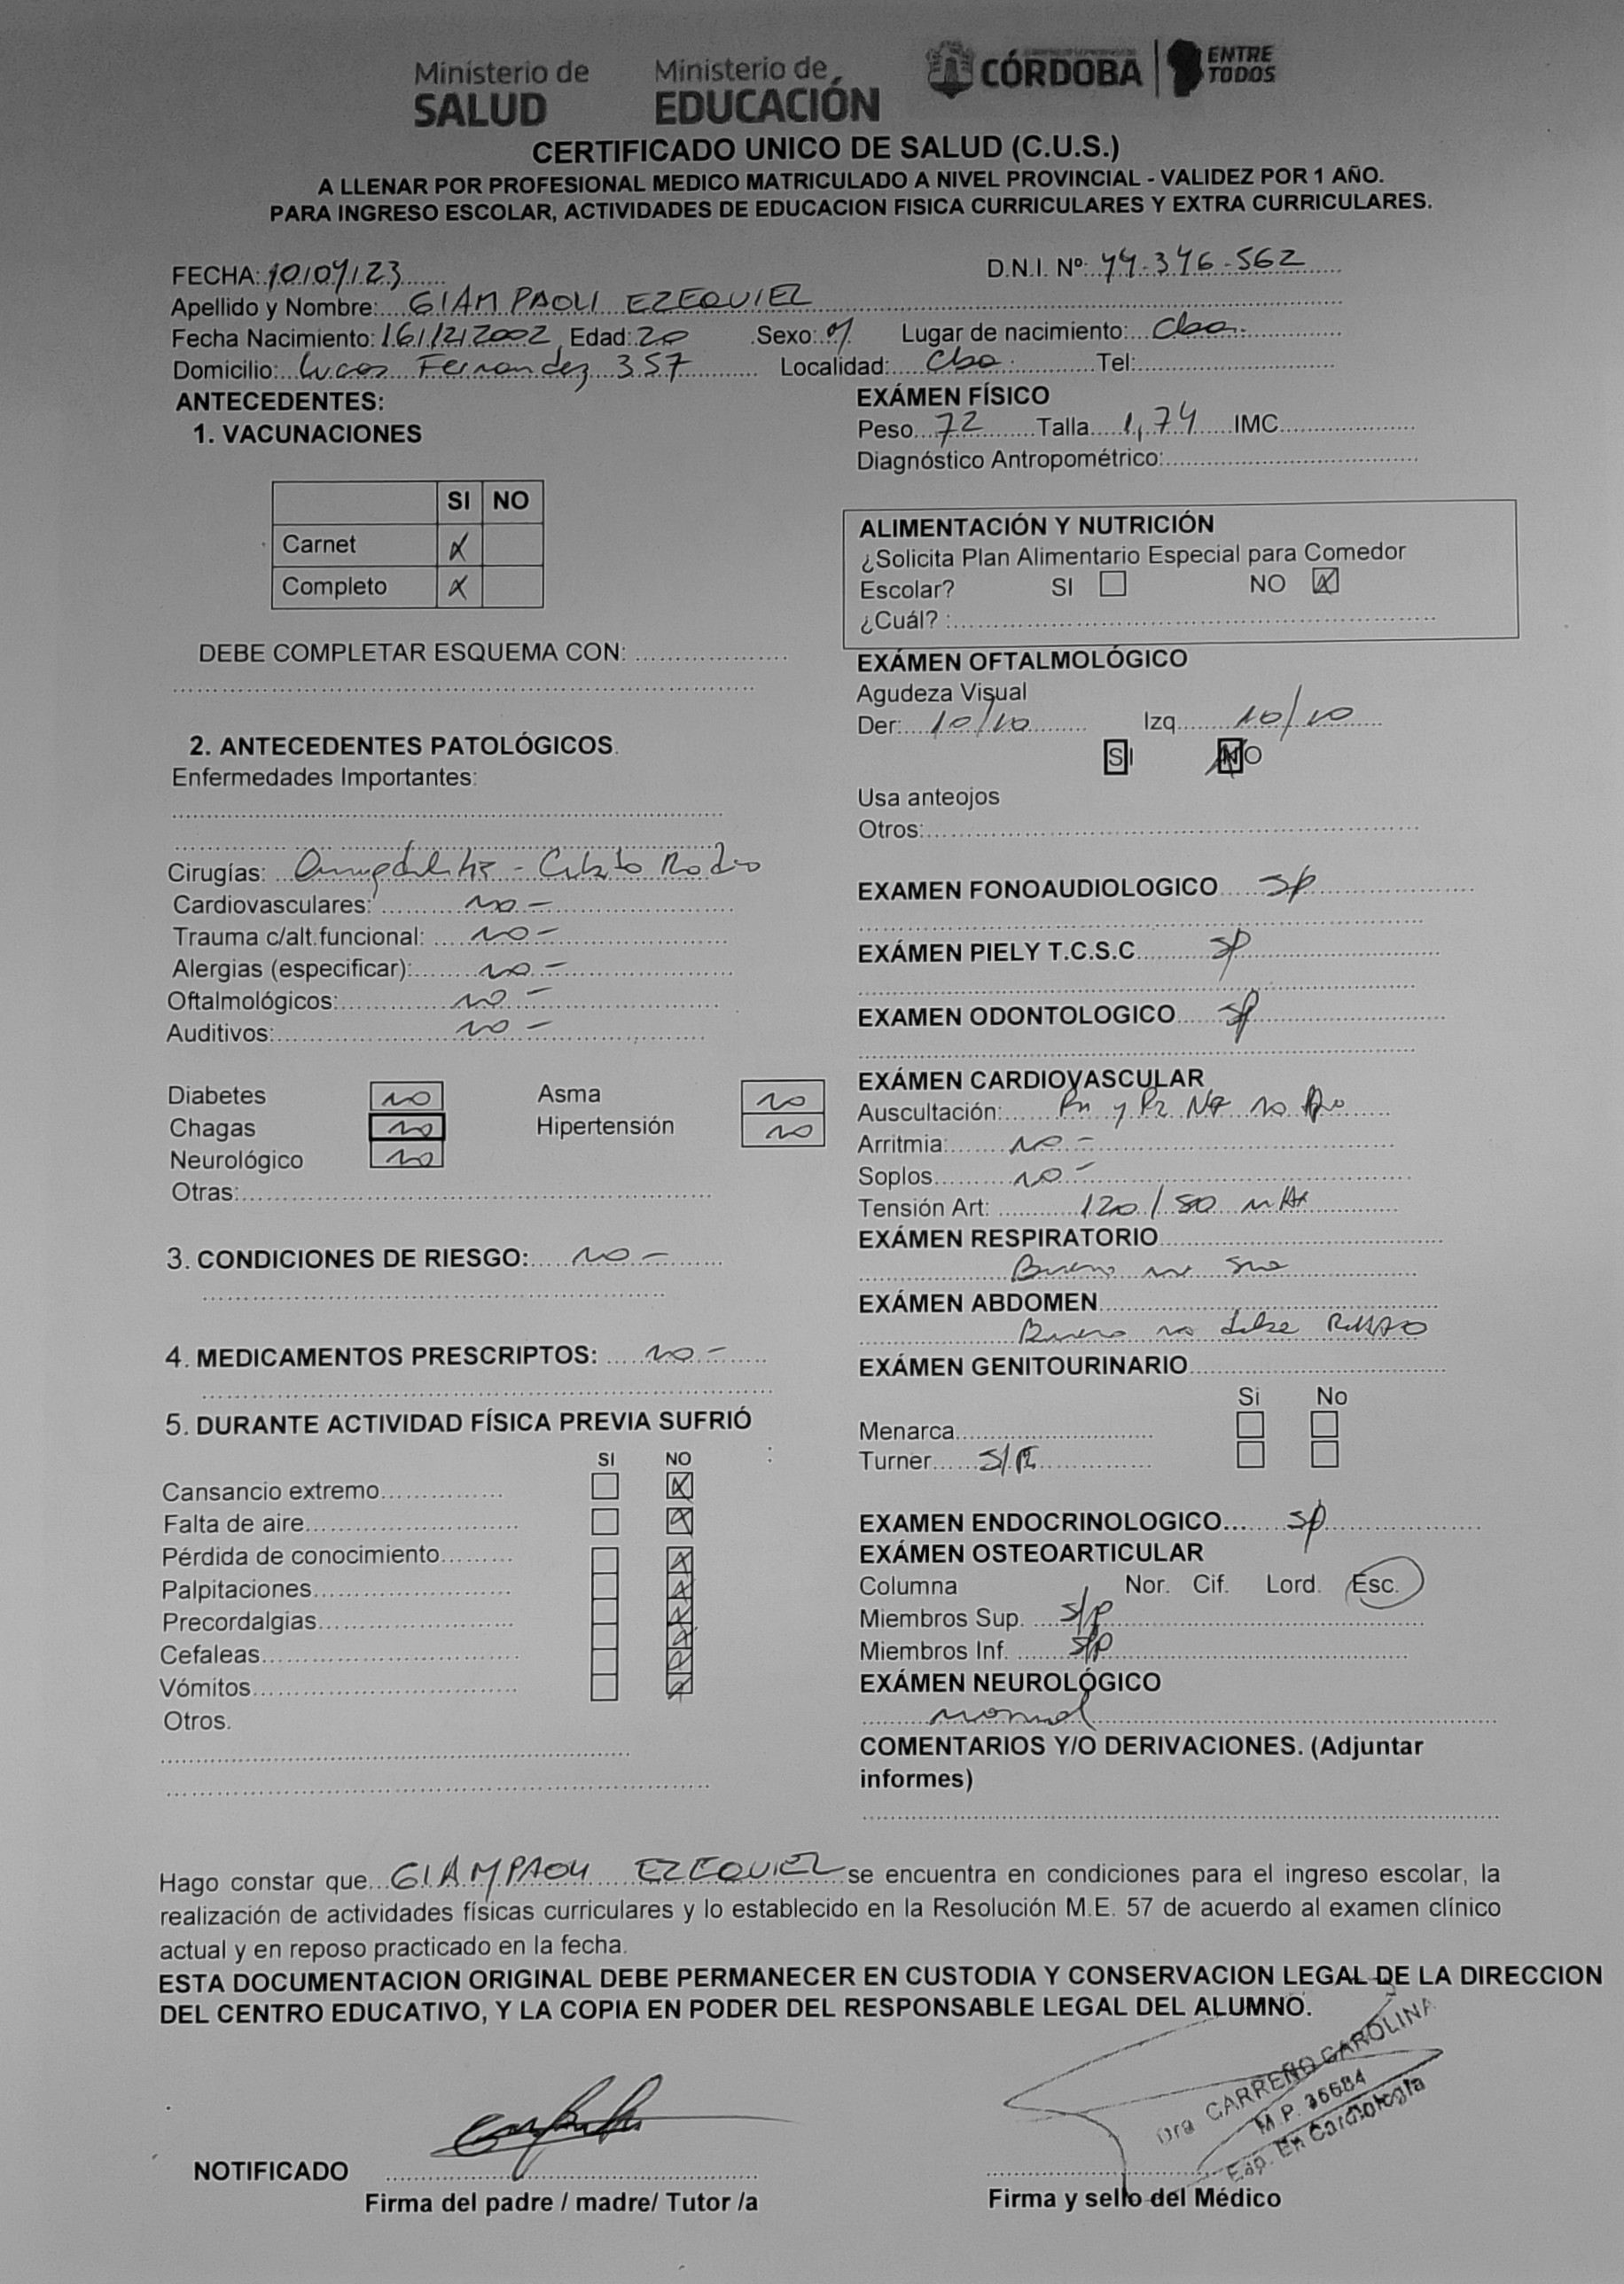 Ministerio de
SALUD
Ministerio de
EDUCACIÓN
CÓRDOBA
ENTRE
TODOS
CERTIFICADO UNICO DE SALUD (C.U.S.)
A LLENAR POR PROFESIONAL MEDICO MATRICULADO A NIVEL PROVINCIAL - VALIDEZ POR 1 AÑO.
PARA INGRESO ESCOLAR, ACTIVIDADES DE EDUCACION FISICA CURRICULARES Y EXTRA CURRICULARES.
FECHA: 10/04/23 D.N.I. Nº: 44-346-562
Apellido y Nombre: GIAMPAOLI EZEQUIEL
Fecha Nacimiento: 16/12/2002 Edad: 20 Sexo: Lugar de nacimiento: Cba.
Domicilio: Lucas Fernandez 357 Localidad: Cba. Tel:
ANTECEDENTES:
1. VACUNACIONES
SI NO
Carnet X
Completo X
DEBE COMPLETAR ESQUEMA CON:
2. ANTECEDENTES PATOLÓGICOS.
Enfermedades Importantes:
Cirugías:
Cardiovasculares: no -
Trauma c/alt.funcional: no -
Alergias (especificar): no -
Oftalmológicos: no -
Auditivos: no -
Diabetes no Asma no
Chagas no Hipertensión no
Neurológico no
Otras:
3. CONDICIONES DE RIESGO: no -
4. MEDICAMENTOS PRESCRIPTOS: no -
5. DURANTE ACTIVIDAD FÍSICA PREVIA SUFRIÓ
SI NO
Cansancio extremo X
Falta de aire X
Pérdida de conocimiento X
Palpitaciones X
Precordalgias X
Cefaleas X
Vómitos X
Otros.
EXÁMEN FÍSICO
Peso 72 Talla 1,74 IMC
Diagnóstico Antropométrico:
ALIMENTACIÓN Y NUTRICIÓN
¿Solicita Plan Alimentario Especial para Comedor
Escolar? SI NO X
¿Cuál? :
EXÁMEN OFTALMOLÓGICO
Agudeza Visual
Der: 10/10 Izq 10/10
SI NO
Usa anteojos
Otros:
EXAMEN FONOAUDIOLOGICO sp
EXÁMEN PIELY T.C.S.C sp
EXAMEN ODONTOLOGICO sp
EXÁMEN CARDIOVASCULAR
Auscultación:
Arritmia: no -
Soplos no -
Tensión Art: 120/80
EXÁMEN RESPIRATORIO
Buena
EXÁMEN ABDOMEN
no
EXÁMEN GENITOURINARIO
Si No
Menarca
Turner
EXAMEN ENDOCRINOLOGICO... sp
EXÁMEN OSTEOARTICULAR
Columna Nor. Cif. Lord. Esc.
Miembros Sup. s/p
Miembros Inf. s/p
EXÁMEN NEUROLÓGICO
normal
COMENTARIOS Y/O DERIVACIONES. (Adjuntar
informes)
Hago constar que GIAMPAOLI EZEQUIEL se encuentra en condiciones para el ingreso escolar, la
realización de actividades físicas curriculares y lo establecido en la Resolución M.E. 57 de acuerdo al examen clínico
actual y en reposo practicado en la fecha.
ESTA DOCUMENTACION ORIGINAL DEBE PERMANECER EN CUSTODIA Y CONSERVACION LEGAL DE LA DIRECCION
DEL CENTRO EDUCATIVO, Y LA COPIA EN PODER DEL RESPONSABLE LEGAL DEL ALUMNO.
Dra CARREÑO CAROLINA
M.P. 36684
Esp. En Cardiología
NOTIFICADO
Firma del padre / madre/ Tutor /a
Firma y sello del Médico